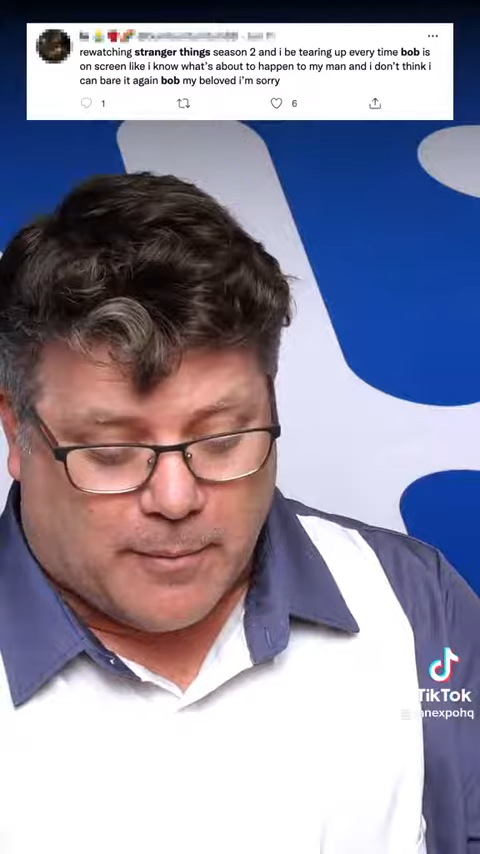 rewatching stranger things season 2 and i be tearing up every time bob is
on screen like i know what's about to happen to my man and i don't think i
can bare it again bob my beloved i'm sorry
1 6
TikTok
anexpohq